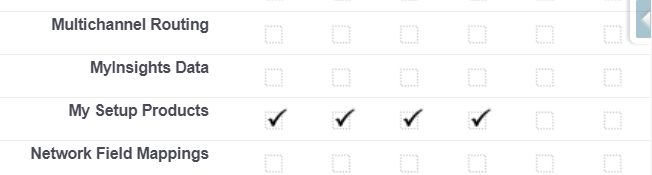 Multichannel Routing
MyInsights Data
My Setup Products
Network Field Mappings